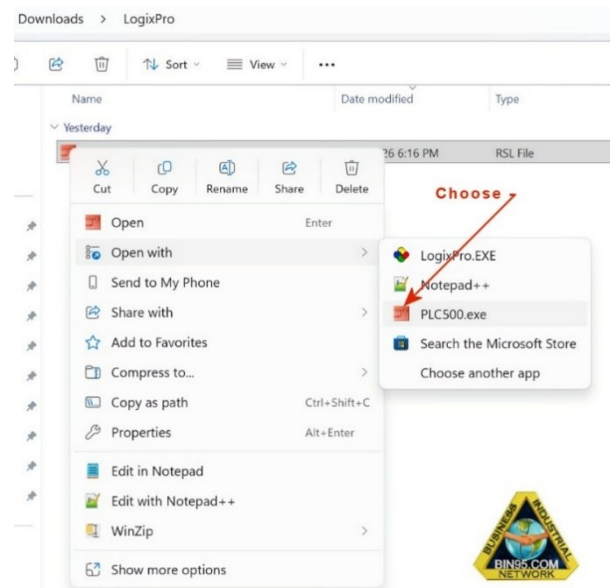 Downloads > LogixPro
Sort View ...
Name Date modified Type
Yesterday
26 6:16 PM RSL File
Cut Copy Rename Share Delete
Choose -
Open Enter
Open with >
LogixPro.EXE
Send to My Phone
Notepad++
Share with >
PLC500.exe
Add to Favorites
Search the Microsoft Store
Compress to... >
Choose another app
Copy as path Ctrl+Shift+C
Properties Alt+Enter
Edit in Notepad
Edit with Notepad++
WinZip >
Show more options
BUSINESS INDUSTRIAL
BIN95.COM
NETWORK